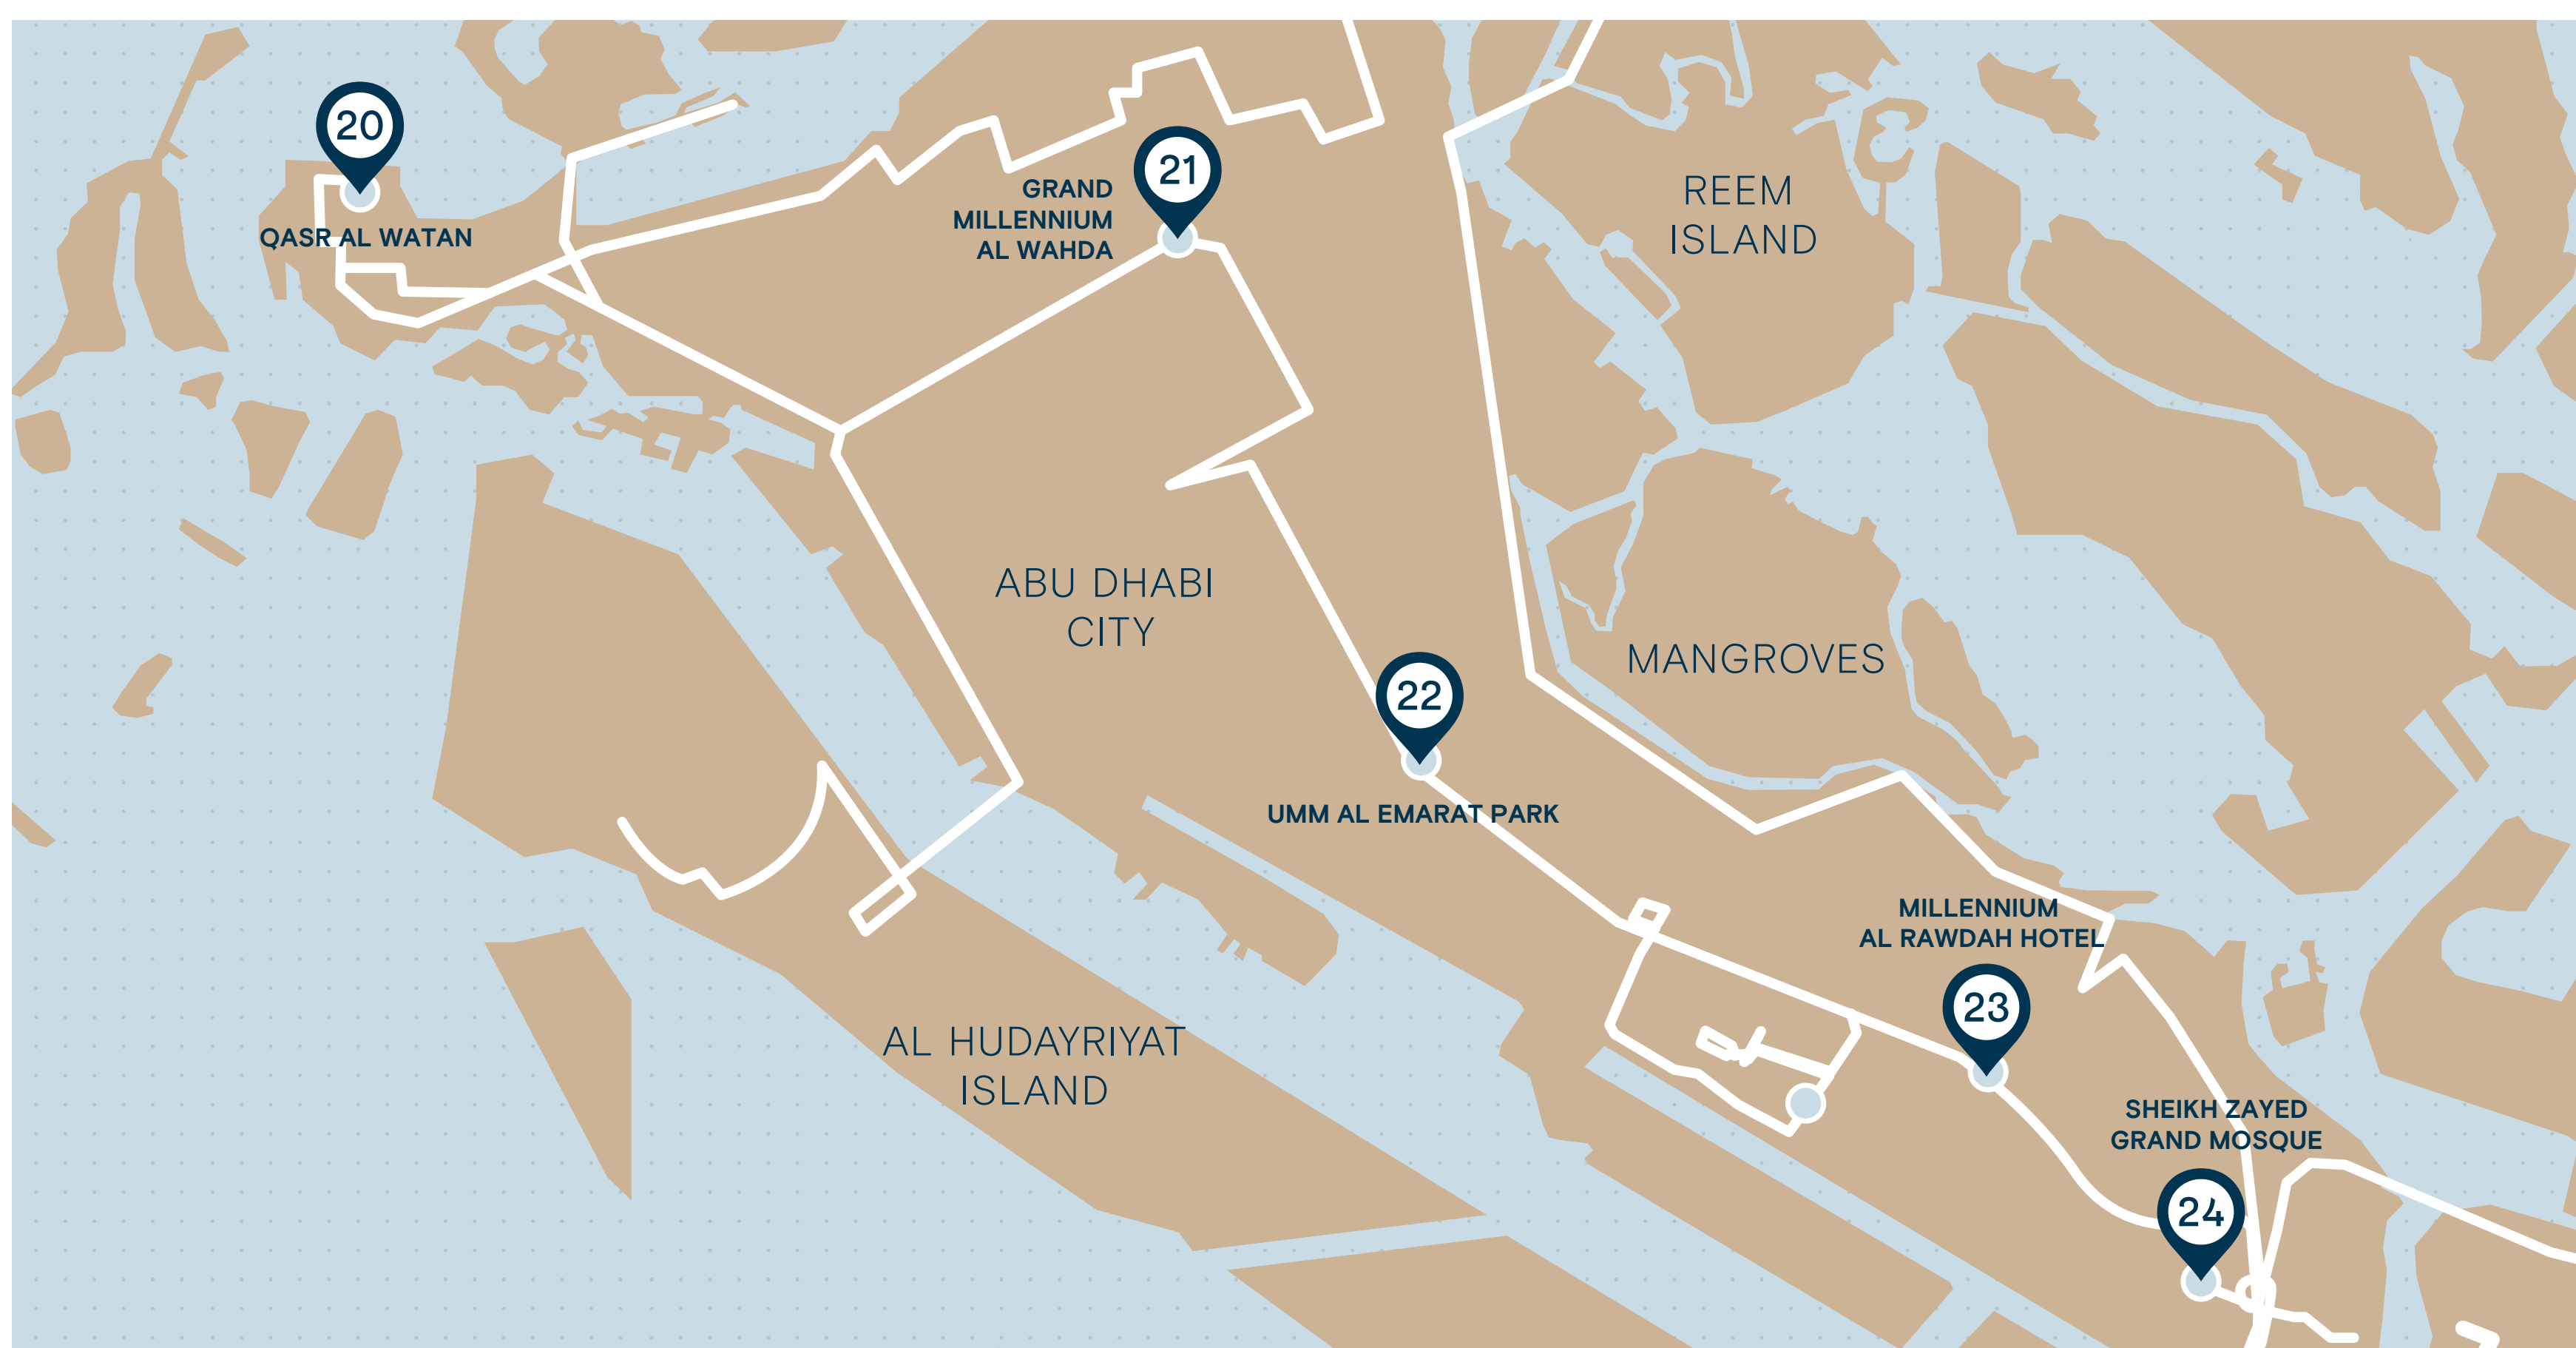 20
QASR AL WATAN
21
GRAND
MILLENNIUM
AL WAHDA
REEM
ISLAND
ABU DHABI
CITY
MANGROVES
22
UMM AL EMARAT PARK
MILLENNIUM
AL RAWDAH HOTEL
23
AL HUDAYRIYAT
ISLAND
SHEIKH ZAYED
GRAND MOSQUE
24